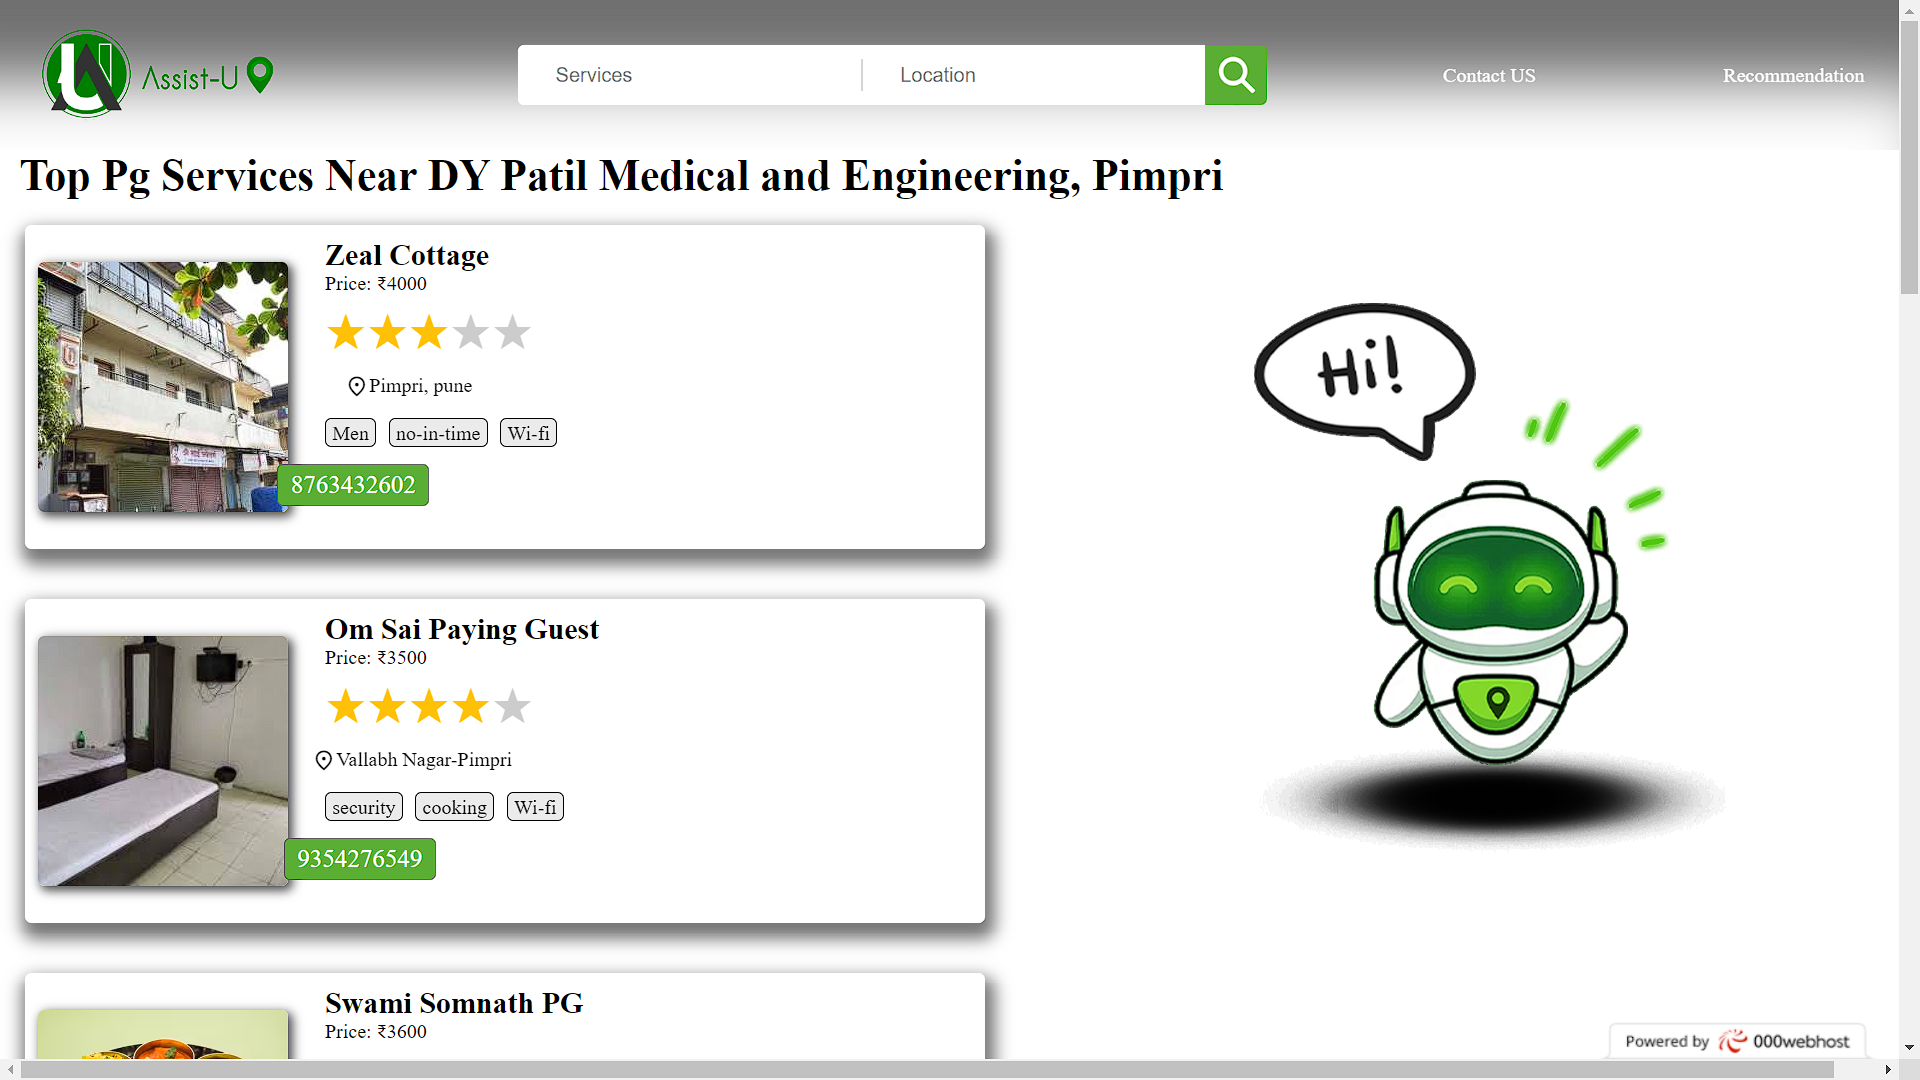 Assist-U
Services
Location
Contact US
Recommendation
Top Pg Services Near DY Patil Medical and Engineering, Pimpri
Zeal Cottage
Price: ₹4000
Pimpri, pune
Men no-in-time Wi-fi
8763432602
Hi!
Om Sai Paying Guest
Price: ₹3500
Vallabh Nagar-Pimpri
security cooking Wi-fi
9354276549
Swami Somnath PG
Price: ₹3600
Powered by 000webhost